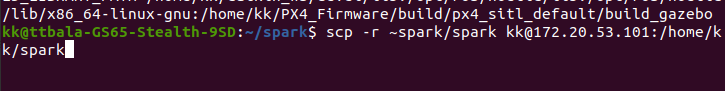 /lib/x86_64-linux-gnu:/home/kk/PX4_Firmware/build/px4_sitl_default/build_gazebo
kk@ttbala-GS65-Stealth-9SD:~/spark$ scp -r ~spark/spark kk@172.20.53.101:/home/k
k/spark